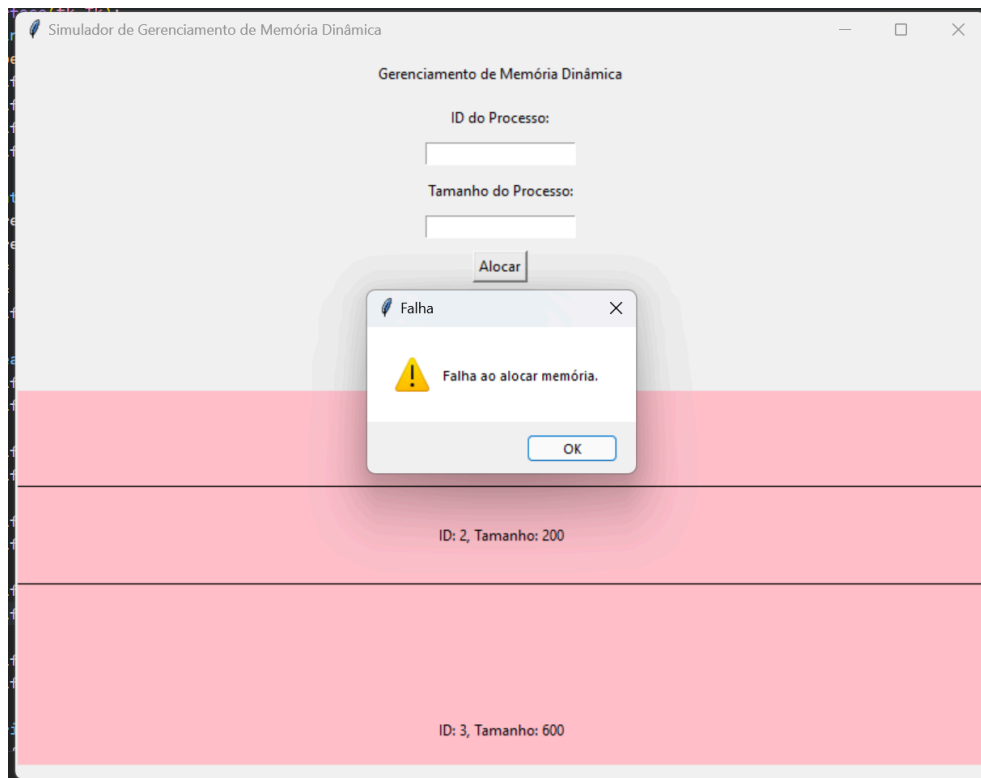 Simulador de Gerenciamento de Memória Dinâmica
Gerenciamento de Memória Dinâmica
ID do Processo:
Tamanho do Processo:
Alocar
Falha
Falha ao alocar memória.
OK
ID: 2, Tamanho: 200
ID: 3, Tamanho: 600